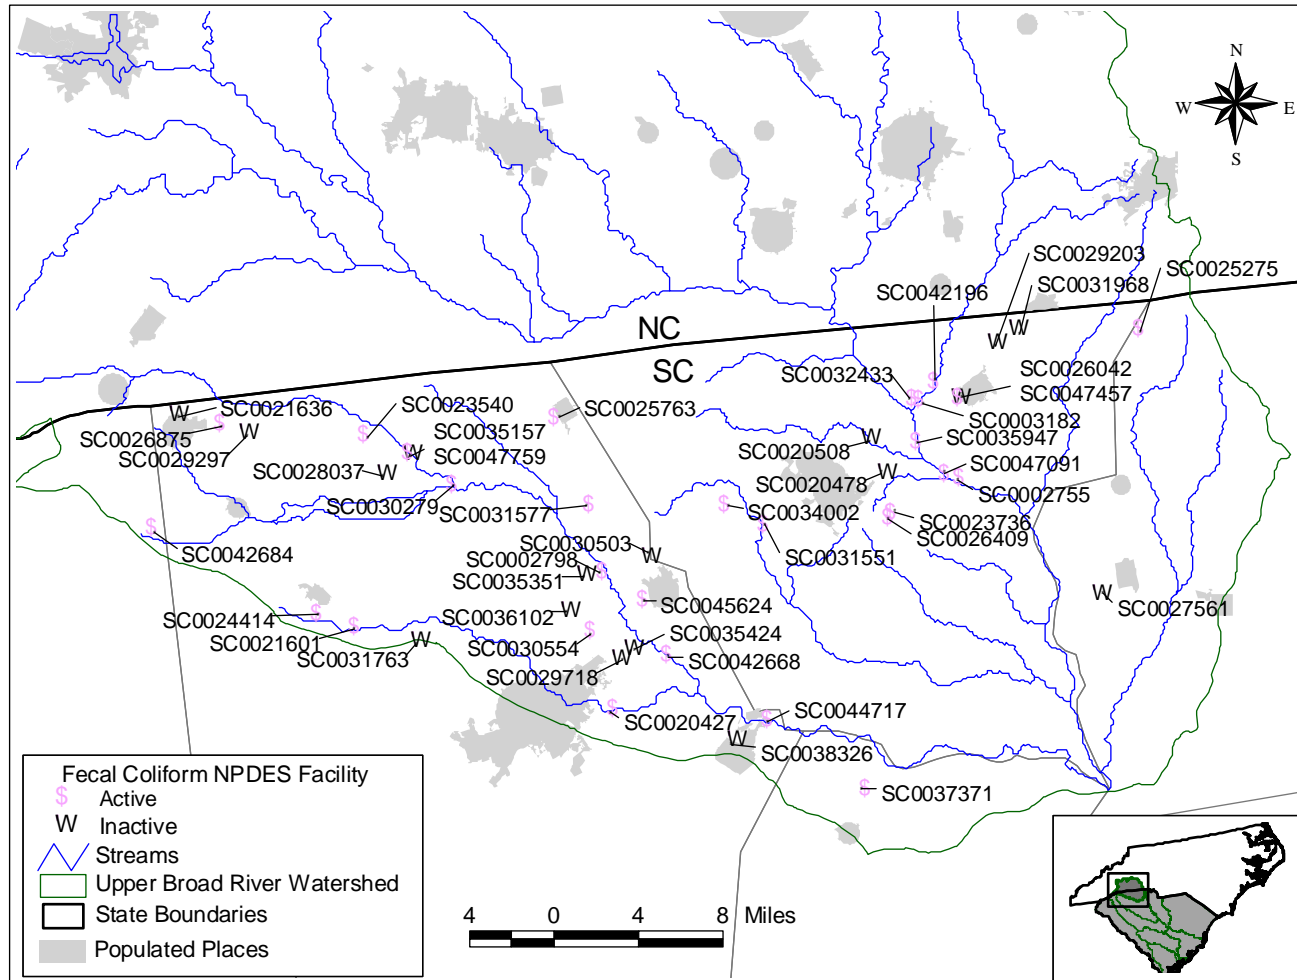 N
W
E
S
SC0029203
SC0025275
SC0031968
SC0042196
NC
SC
SC0032433
SC0026042
SC0047457
SC0003182
SC0021636
SC0023540
SC0025763
SC0026875
SC0035157
SC0035947
SC0029297
SC0047759
SC0020508
SC0047091
SC0028037
SC0020478
SC0002755
SC0030279
SC0031577
SC0034002
SC0023736
SC0026409
SC0042684
SC0030503
SC0002798
SC0031551
SC0035351
SC0027561
SC0024414
SC0036102
SC0045624
SC0021601
SC0030554
SC0035424
SC0031763
SC0042668
SC0029718
SC0020427
SC0044717
SC0038326
SC0037371
Fecal Coliform NPDES Facility
$ Active
W Inactive
Streams
Upper Broad River Watershed
State Boundaries
Populated Places
4 0 4 8 Miles